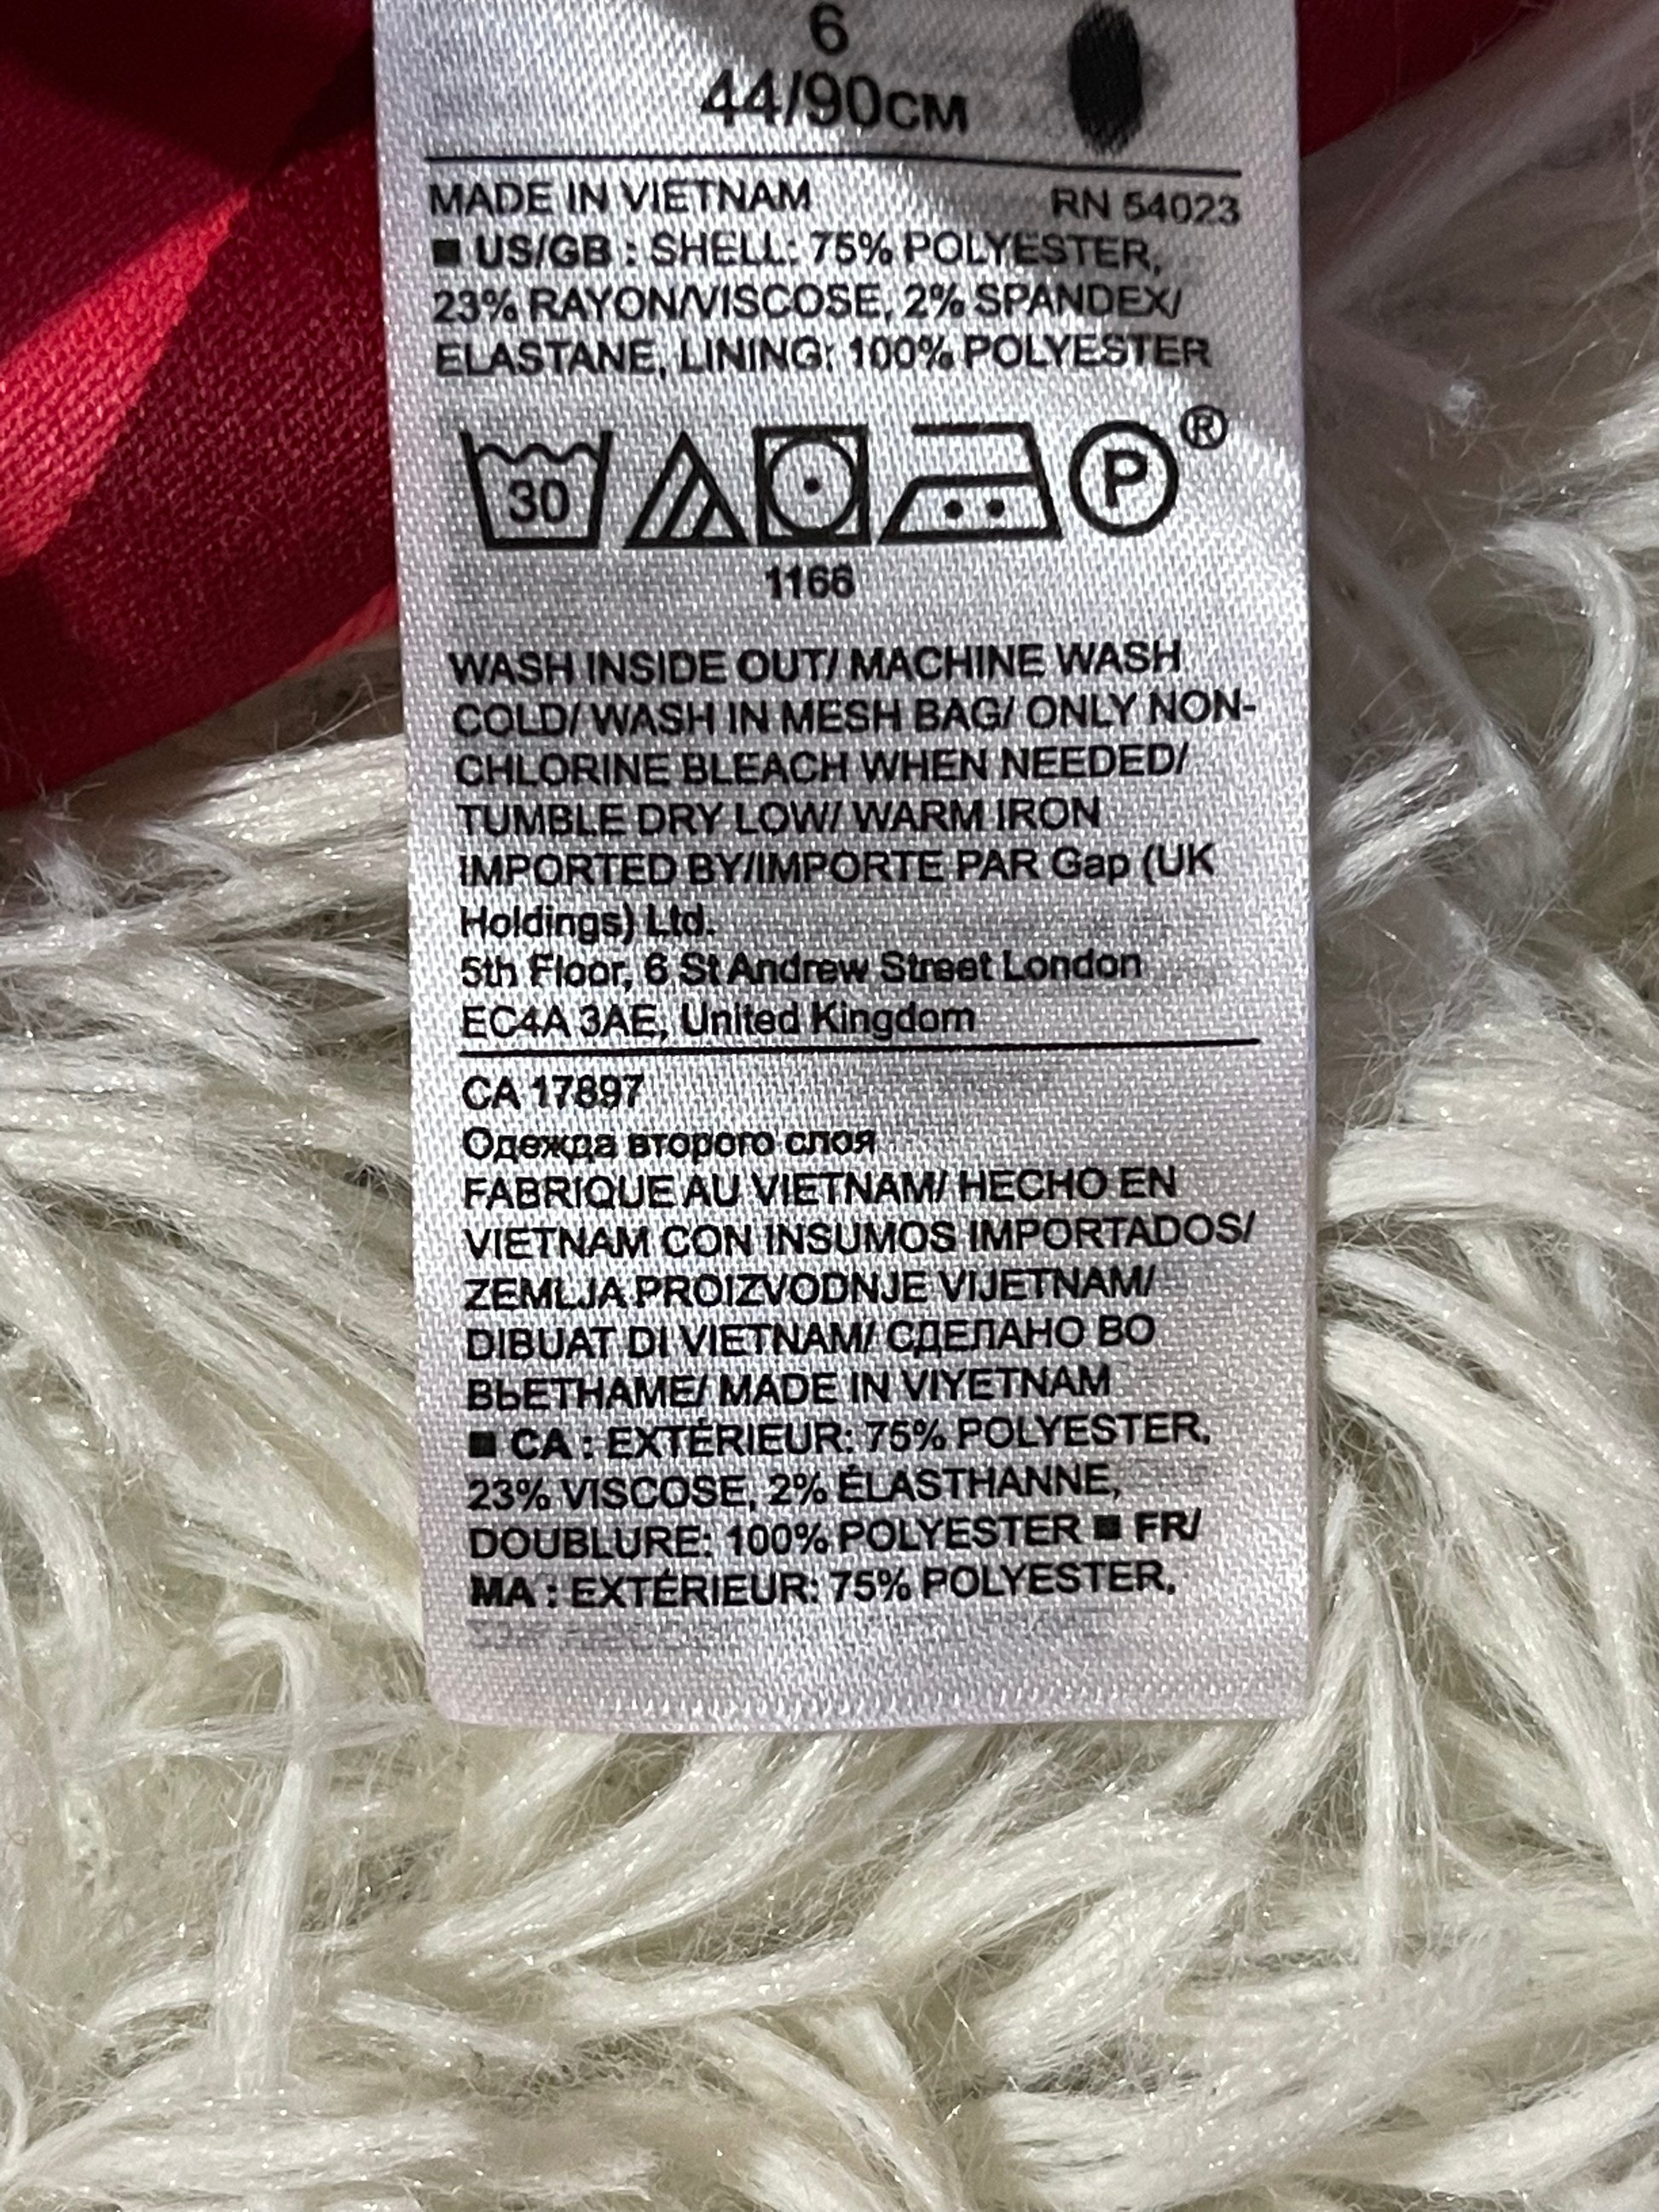 6
44/90CM
MADE IN VIETNAM RN 54023
■ US/GB : SHELL: 75% POLYESTER,
23% RAYON/VISCOSE, 2% SPANDEX/
ELASTANE, LINING: 100% POLYESTER
30 P ®
1166
WASH INSIDE OUT/ MACHINE WASH
COLD/ WASH IN MESH BAG/ ONLY NON-
CHLORINE BLEACH WHEN NEEDED/
TUMBLE DRY LOW/ WARM IRON
IMPORTED BY/IMPORTE PAR Gap (UK
Holdings) Ltd.
5th Floor, 6 St Andrew Street London
EC4A 3AE, United Kingdom
CA 17897
Одежда второго слоя
FABRIQUE AU VIETNAM/ HECHO EN
VIETNAM CON INSUMOS IMPORTADOS/
ZEMLJA PROIZVODNJE VIJETNAM/
DIBUAT DI VIETNAM/ СДЕЛАНО ВО
ВЬЕТНАМЕ/ MADE IN VIYETNAM
■ CA : EXTÉRIEUR: 75% POLYESTER,
23% VISCOSE, 2% ÉLASTHANNE,
DOUBLURE: 100% POLYESTER ■ FR/
MA : EXTÉRIEUR: 75% POLYESTER,